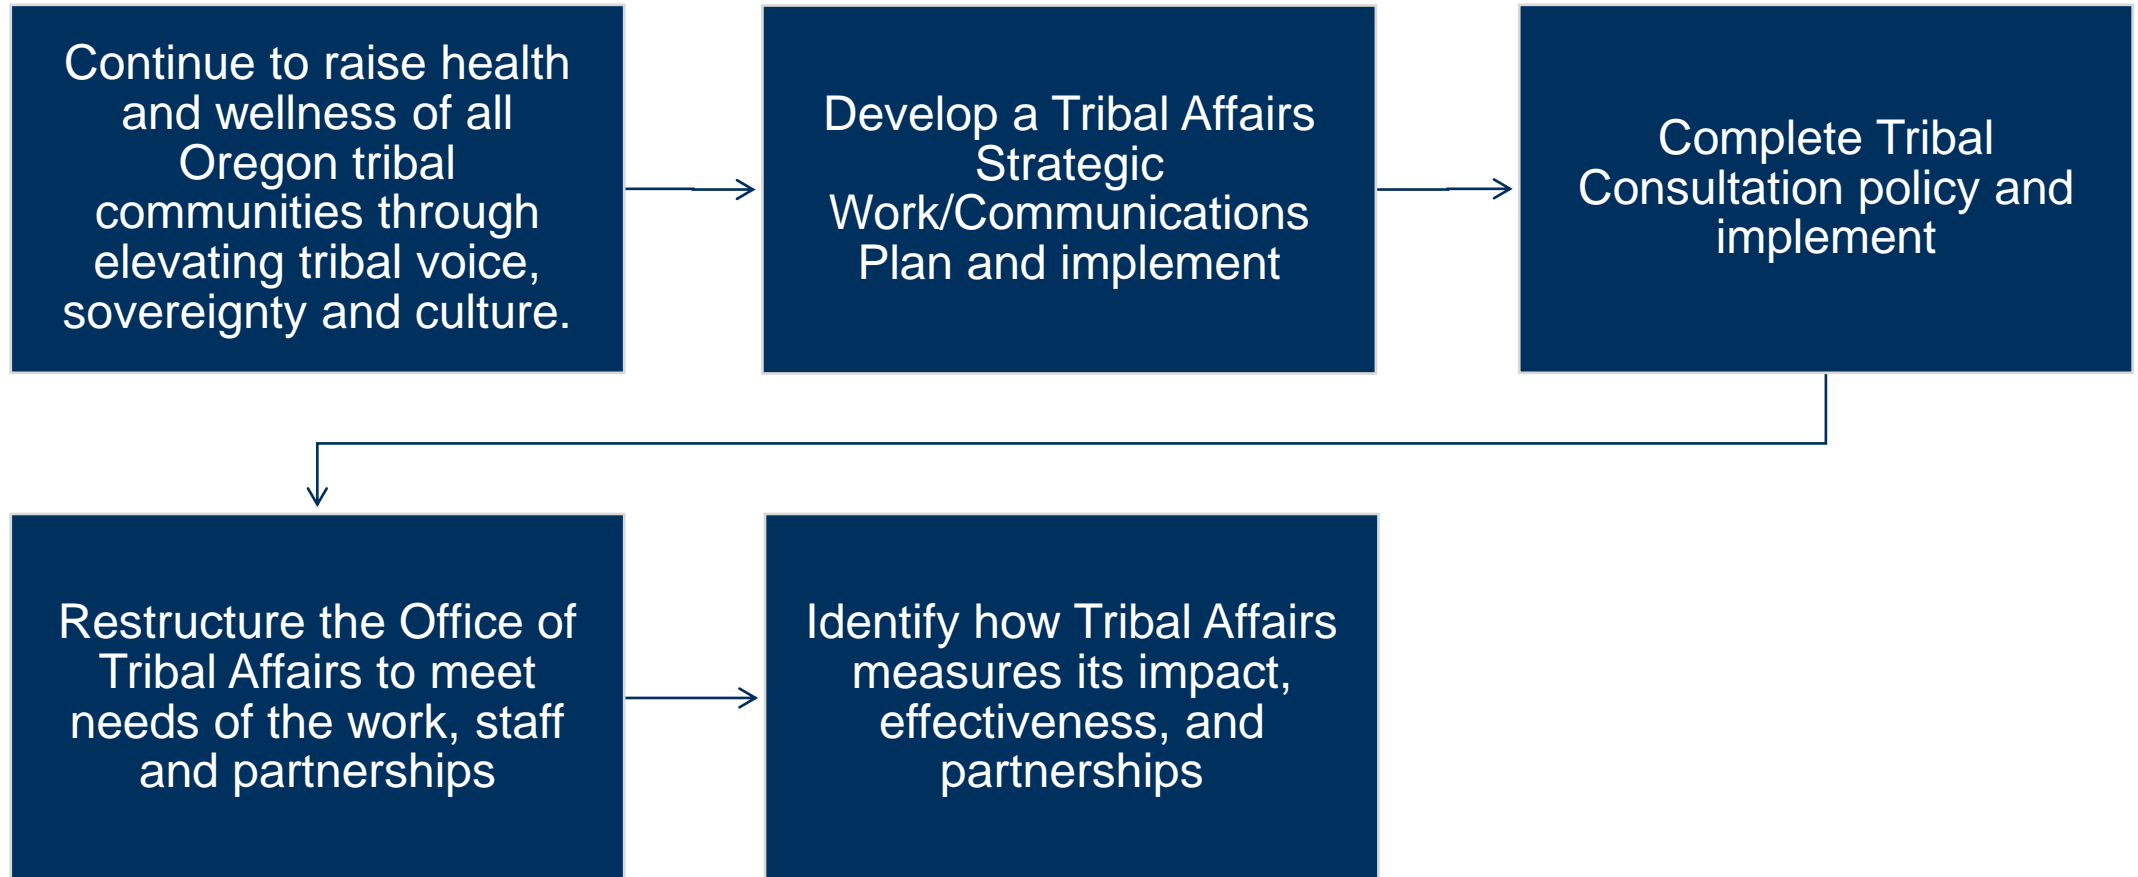 Continue to raise health
and wellness of all
Oregon tribal
communities through
elevating tribal voice,
sovereignty and culture.
Develop a Tribal Affairs
Strategic
Work/Communications
Plan and implement
Complete Tribal
Consultation policy and
implement
Restructure the Office of
Tribal Affairs to meet
needs of the work, staff
and partnerships
Identify how Tribal Affairs
measures its impact,
effectiveness, and
partnerships